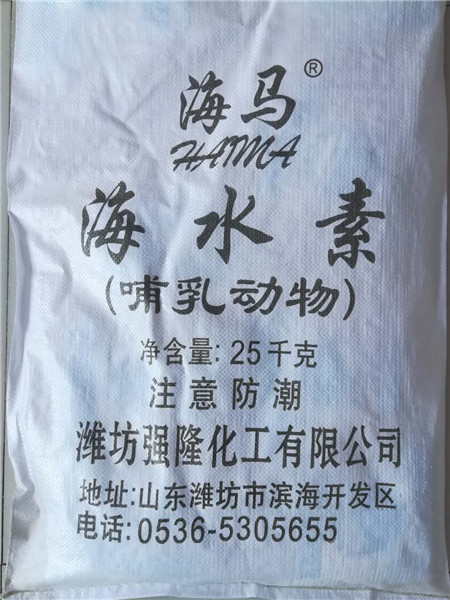 海马®
HAIMA
海水素
(哺乳动物)
净含量:25千克
注意防潮
潍坊强隆化工有限公司
地址:山东潍坊市滨海开发区
电话:0536-5305655